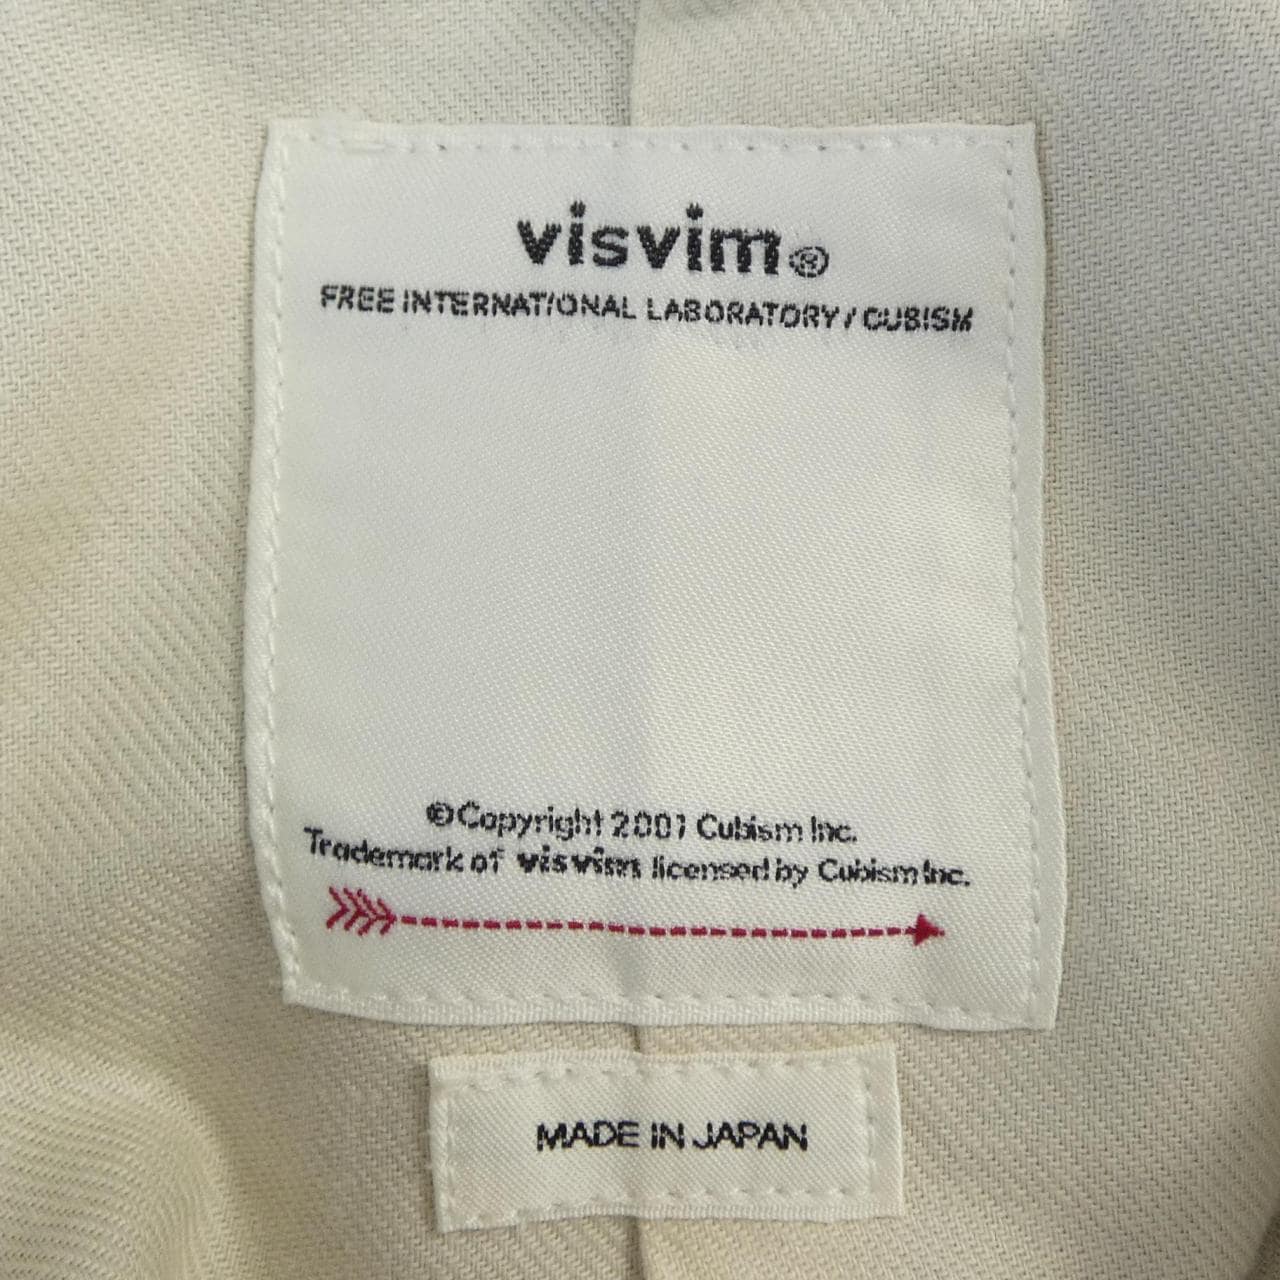 visvim®
FREE INTERNATIONAL LABORATORY / CUBISM
©Copyright 2001 Cubism Inc.
Trademark of visvim licensed by Cubism Inc.
MADE IN JAPAN